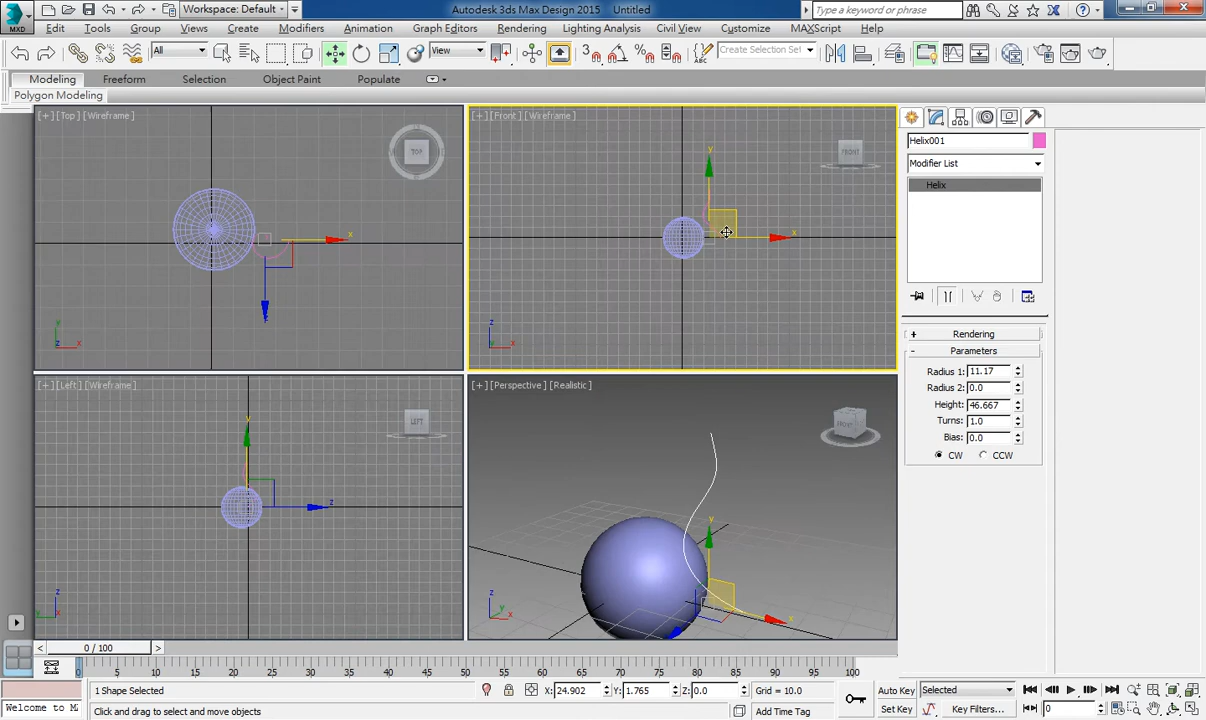 Workspace: Default
Autodesk 3ds Max Design 2015 Untitled
Type a keyword or phrase
MXD
Edit Tools Group Views Create Modifiers Animation Graph Editors Rendering Lighting Analysis Civil View Customize MAXScript Help
All View 3 % Create Selection Set
Modeling Freeform Selection Object Paint Populate
Polygon Modeling
[+] [Top] [Wireframe]
TOP
x
y
z x
[+] [Front] [Wireframe]
FRONT
y
x
z
x
[+] [Left] [Wireframe]
LEFT
y
z
z
y
[+] [Perspective] [Realistic]
FRONT
y
x
z
x
Helix001
Modifier List
Helix
+ Rendering
- Parameters
Radius 1: 11.17
Radius 2: 0.0
Height: 46.667
Turns: 1.0
Bias: 0.0
CW CCW
< 0 / 100 >
0 5 10 15 20 25 30 35 40 45 50 55 60 65 70 75 80 85 90 95 100
1 Shape Selected X: 24.902 Y: 1.765 Z: 0.0 Grid = 10.0 Auto Key Selected
Welcome to M
Click and drag to select and move objects Add Time Tag Set Key Key Filters... 0